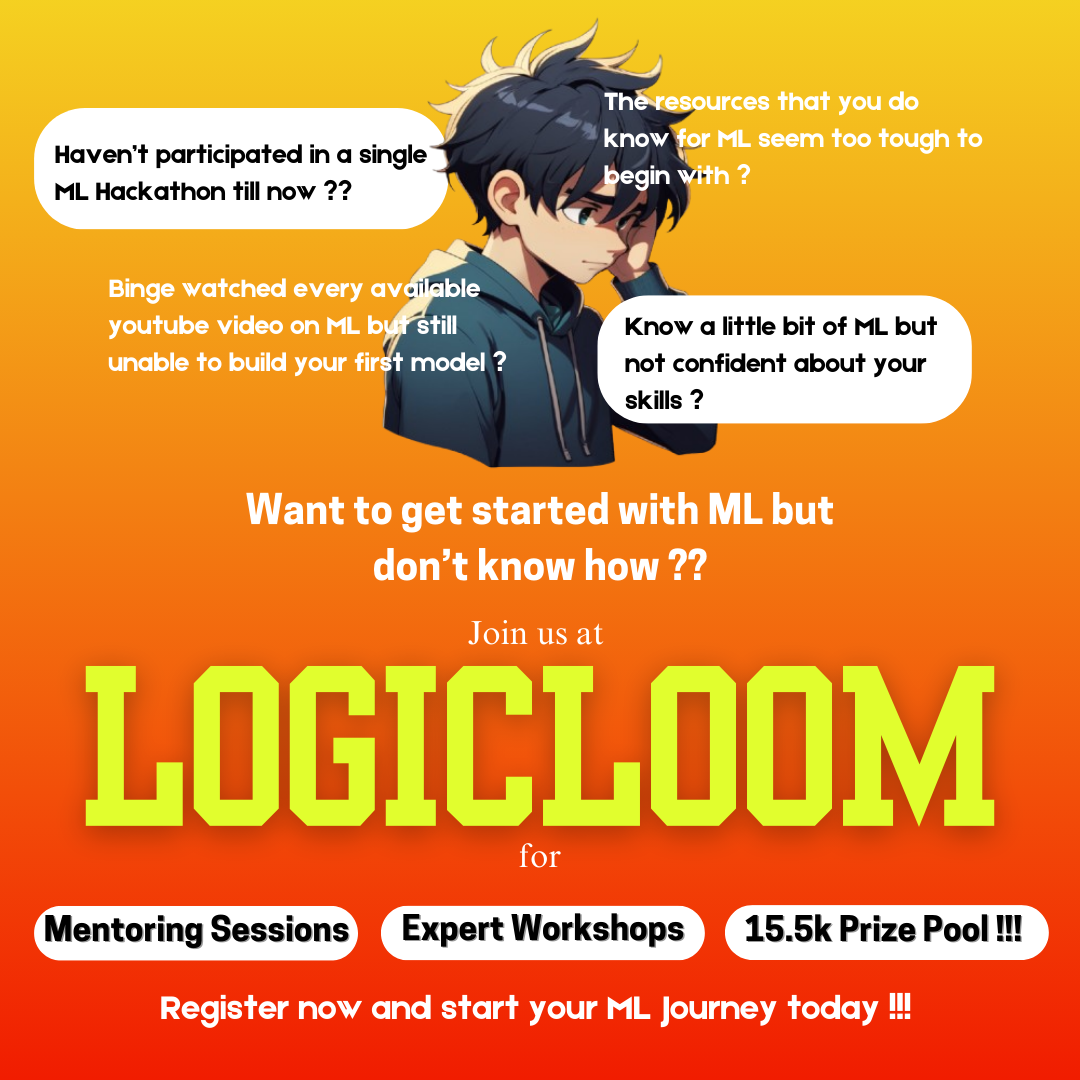 Haven't participated in a single
ML Hackathon till now ??
The resources that you do
know for ML seem too tough to
begin with ?
Binge watched every available
youtube video on ML but still
unable to build your first model ?
Know a little bit of ML but
not confident about your
skills ?
Want to get started with ML but
don't know how ??
Join us at
LOGICLOOM
for
Mentoring Sessions
Expert Workshops
15.5k Prize Pool !!!
Register now and start your ML Journey today !!!